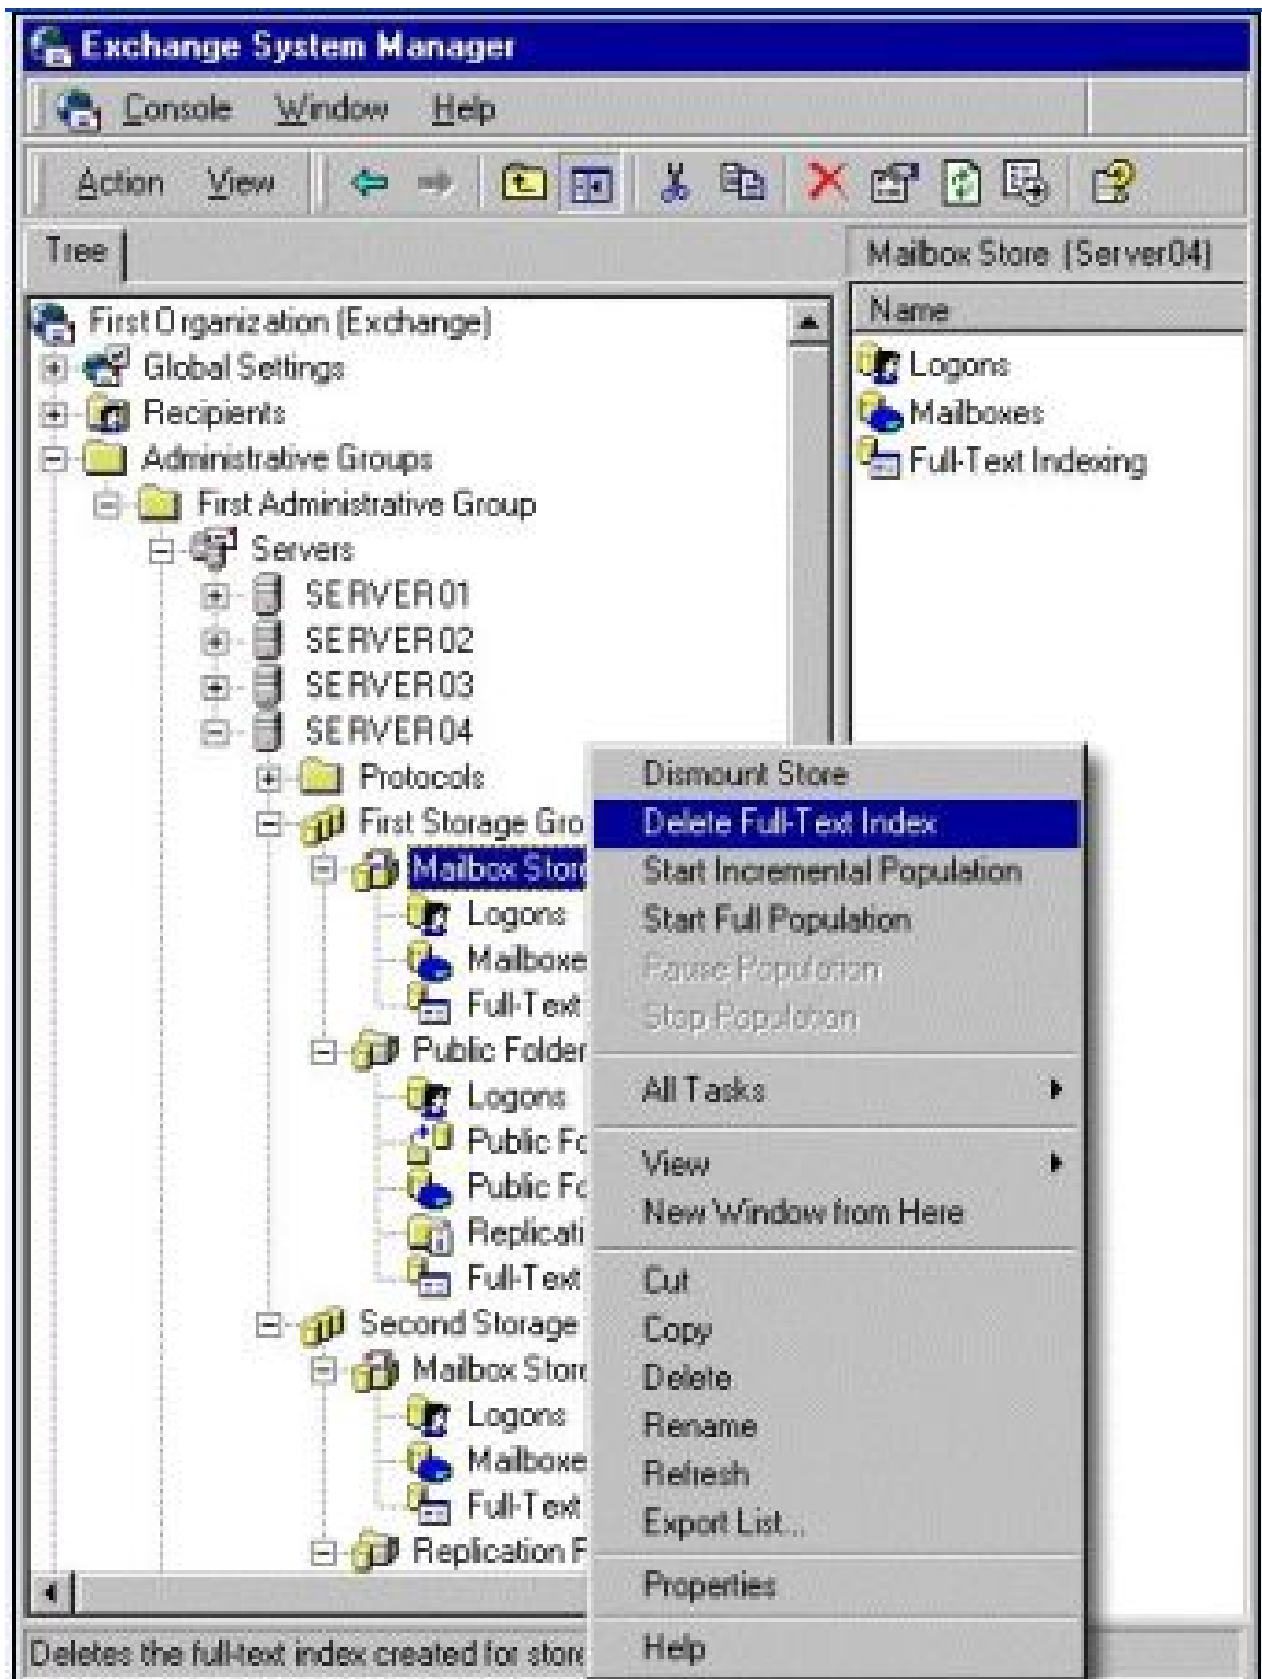 Exchange System Manager
Console Window Help
Action View
Tree
Mailbox Store (Server04)
First Organization (Exchange)
Global Settings
Recipients
Administrative Groups
First Administrative Group
Servers
SERVER01
SERVER02
SERVER03
SERVER04
Protocols
First Storage Gro
Mailbox Stor
Logons
Mailboxe
Full-Text
Public Folder
Logons
Public Fo
Public Fo
Replicati
Full-Text
Second Storage
Mailbox Stor
Logons
Mailboxe
Full-Text
Replication F
Name
Logons
Mailboxes
Full-Text Indexing
Dismount Store
Delete Full-Text Index
Start Incremental Population
Start Full Population
Pause Population
Stop Population
All Tasks
View
New Window from Here
Cut
Copy
Delete
Rename
Refresh
Export List...
Properties
Help
Deletes the full-text index created for store